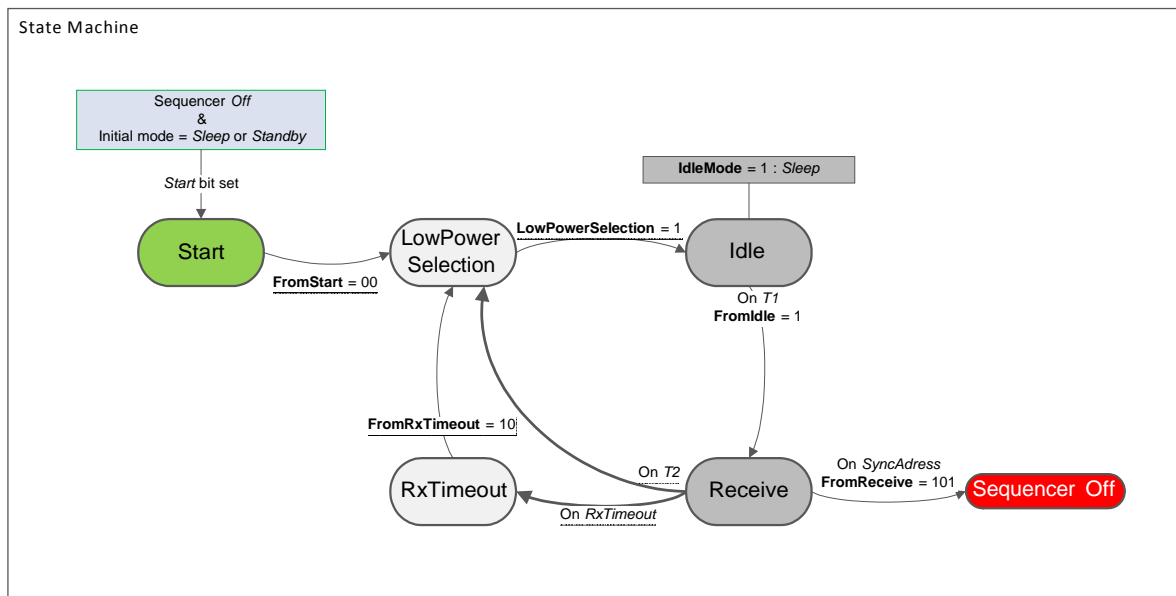 State Machine
Sequencer Off
&
Initial mode = Sleep or Standby
Start bit set
IdleMode = 1 : Sleep
Start
LowPower
Selection
LowPowerSelection = 1
Idle
FromStart = 00
On T1
FromIdle = 1
FromRxTimeout = 10
On T2
RxTimeout
On RxTimeout
Receive
On SyncAdress
FromReceive = 101
Sequencer Off